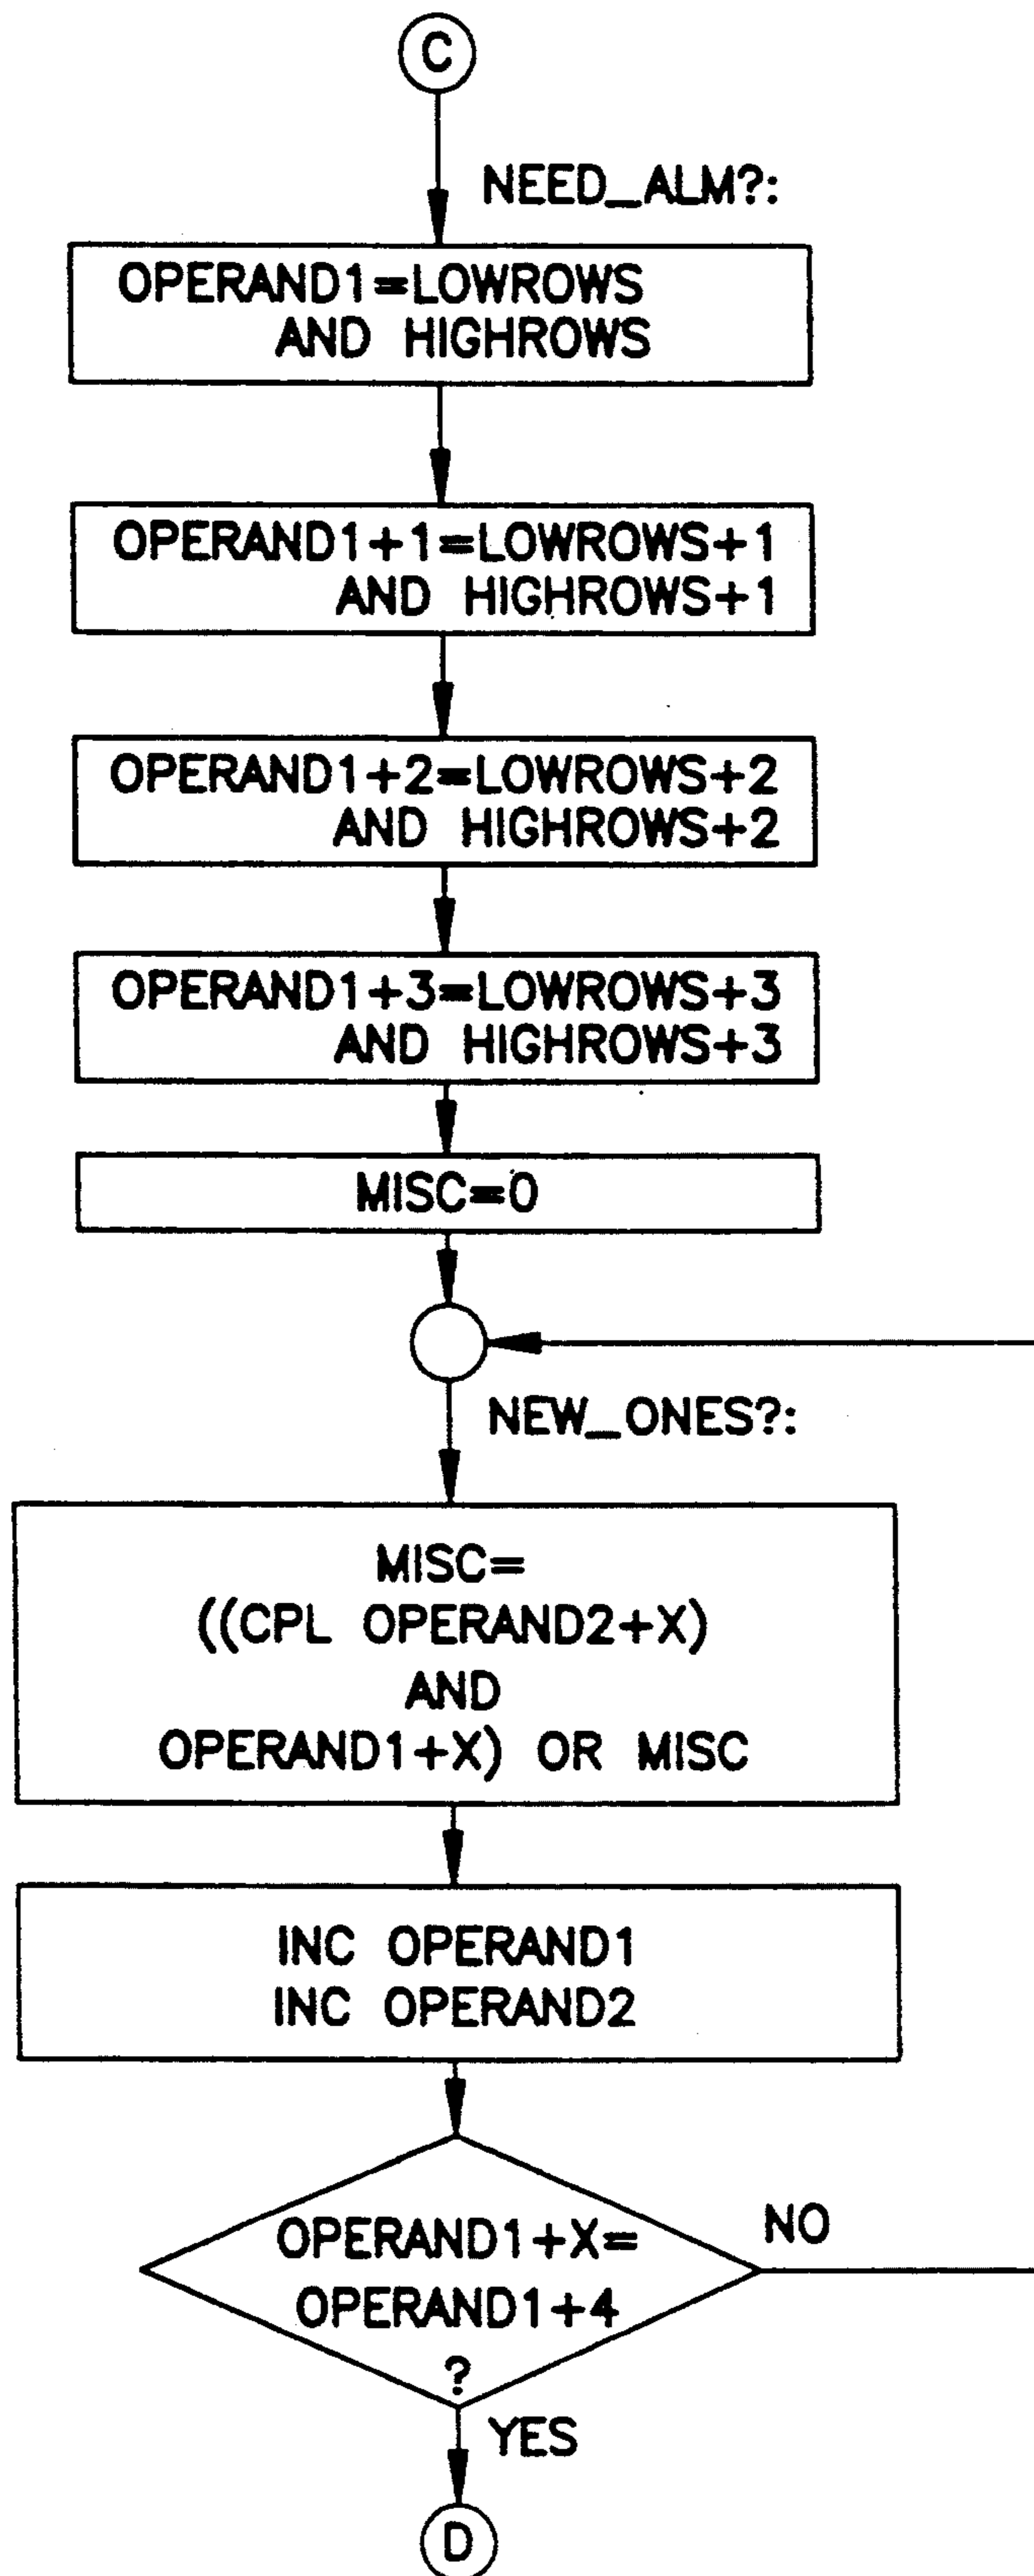 C
NEED_ALM?:
OPERAND1=LOWROWS
AND HIGHROWS
OPERAND1+1=LOWROWS+1
AND HIGHROWS+1
OPERAND1+2=LOWROWS+2
AND HIGHROWS+2
OPERAND1+3=LOWROWS+3
AND HIGHROWS+3
MISC=0
NEW_ONES?:
MISC=
((CPL OPERAND2+X)
AND
OPERAND1+X) OR MISC
INC OPERAND1
INC OPERAND2
OPERAND1+X=
OPERAND1+4
?
NO
YES
D